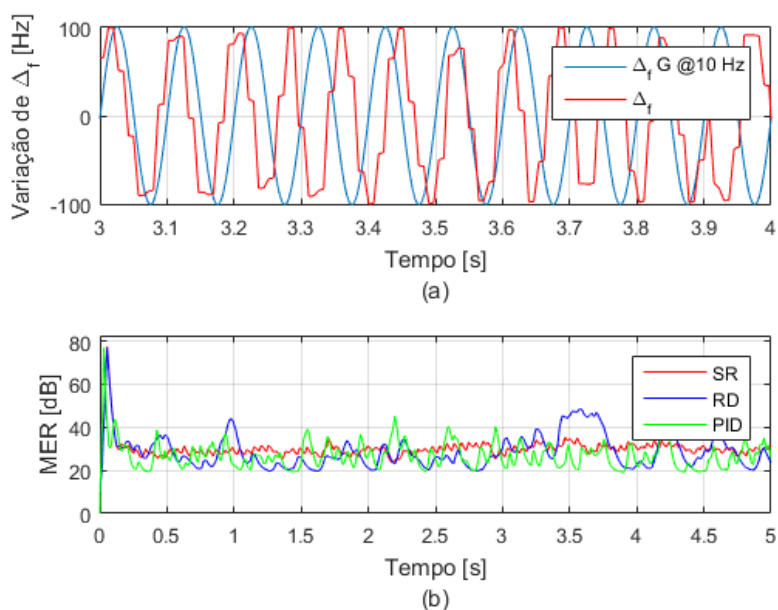 Variação de Δf [Hz]
100
0
-100
Δf G @10 Hz
Δf
3 3.1 3.2 3.3 3.4 3.5 3.6 3.7 3.8 3.9 4
Tempo [s]
(a)
MER [dB]
80
60
40
20
0
SR
RD
PID
0 0.5 1 1.5 2 2.5 3 3.5 4 4.5 5
Tempo [s]
(b)